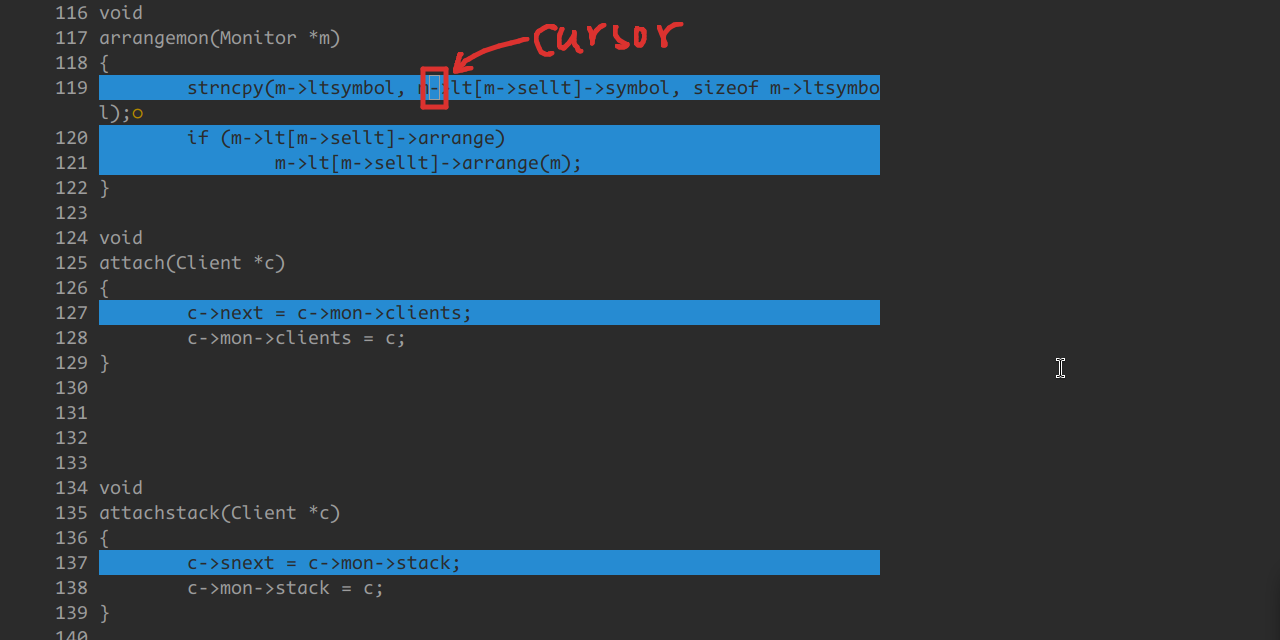 116 void
cursor
117 arrangemon(Monitor *m)
118 {
119         strncpy(m->ltsymbol, m->lt[m->sellt]->symbol, sizeof m->ltsymbo
l);
120         if (m->lt[m->sellt]->arrange)
121                 m->lt[m->sellt]->arrange(m);
122 }
123
124 void
125 attach(Client *c)
126 {
127         c->next = c->mon->clients;
128         c->mon->clients = c;
129 }
130
131
132
133
134 void
135 attachstack(Client *c)
136 {
137         c->snext = c->mon->stack;
138         c->mon->stack = c;
139 }
140